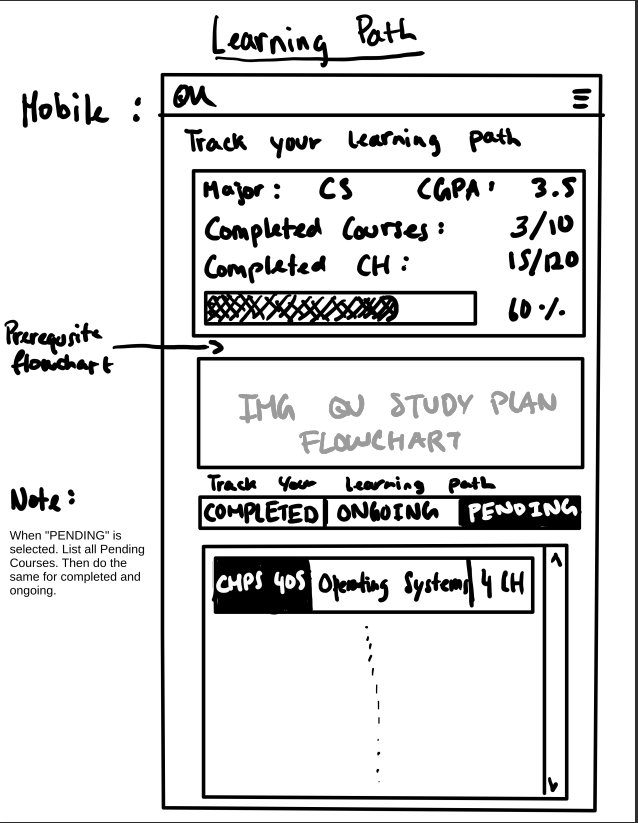 Learning Path
Mobile :
QU
Track your learning path
Major : CS CGPA : 3.5
Completed Courses : 3/10
Completed CH : 15/120
60 %
Prerequsite
flowchart
IMG QU STUDY PLAN
FLOWCHART
Track Your learning path
COMPLETED ONGOING PENDING
Note :
When "PENDING" is
selected. List all Pending
Courses. Then do the
same for completed and
ongoing.
CMPS 405 Operating Systems 4 CH